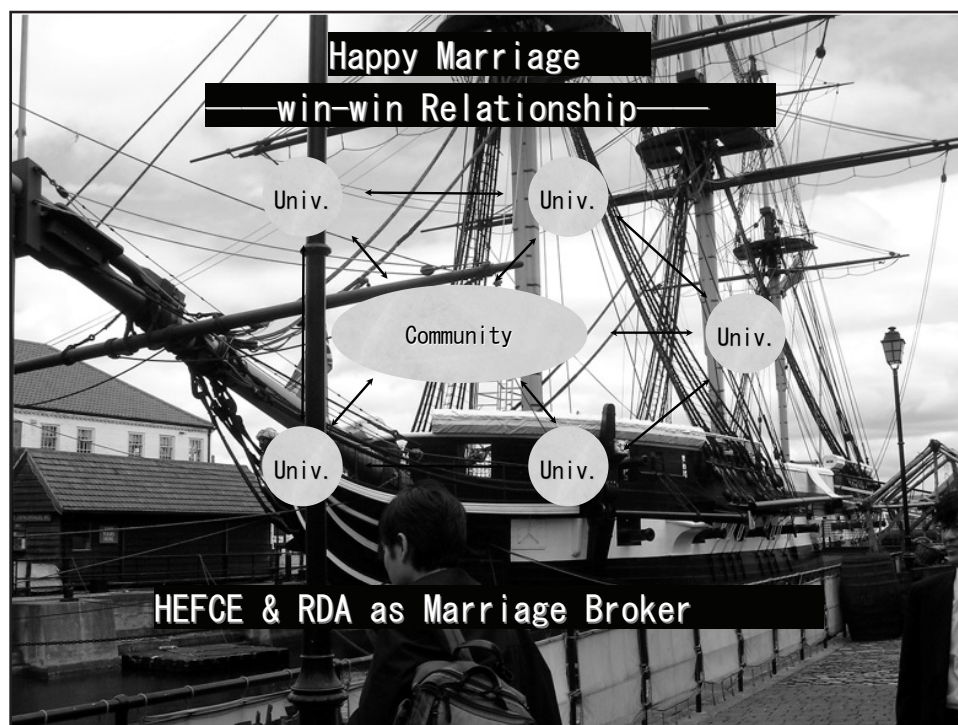 Happy Marriage
――win-win Relationship――
Univ.
Univ.
Community
Univ.
Univ.
Univ.
HEFCE & RDA as Marriage Broker